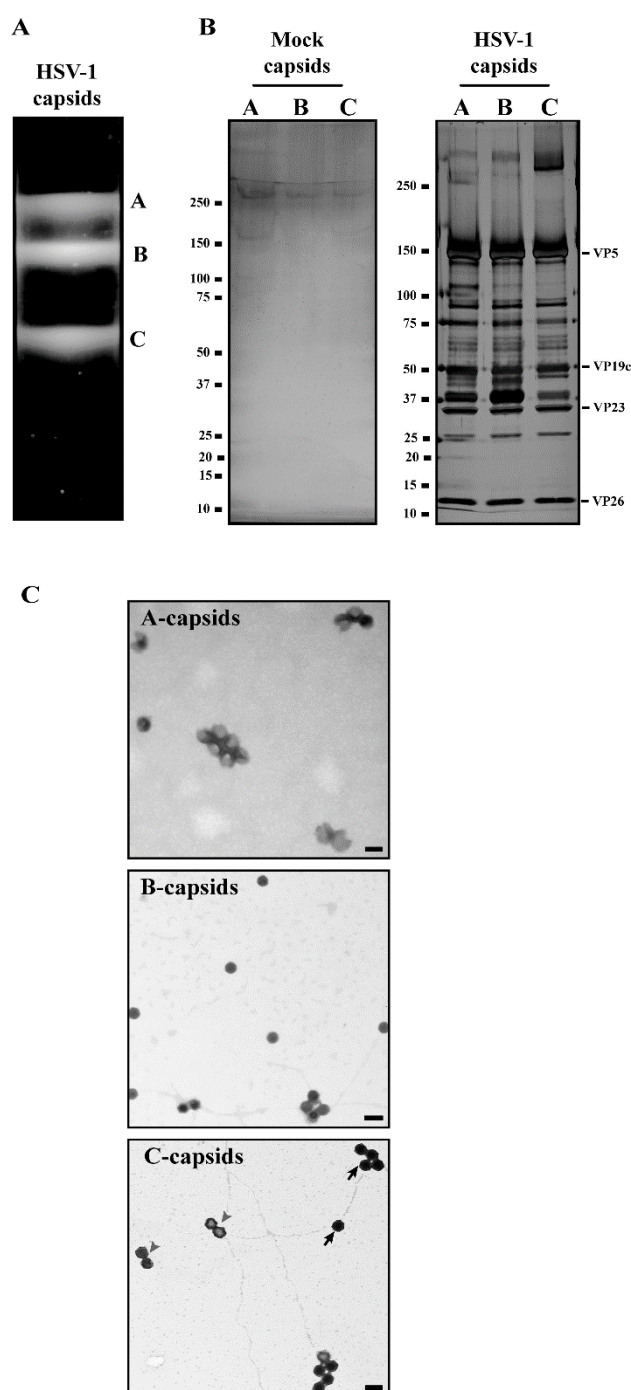 A
HSV-1
capsids
A
B
C
B
Mock
capsids
A B C
250
150
100
75
50
37
25
20
15
10
HSV-1
capsids
A B C
250
150
100
75
50
37
25
20
15
10
VP5
VP19c
VP23
VP26
C
A-capsids
B-capsids
C-capsids